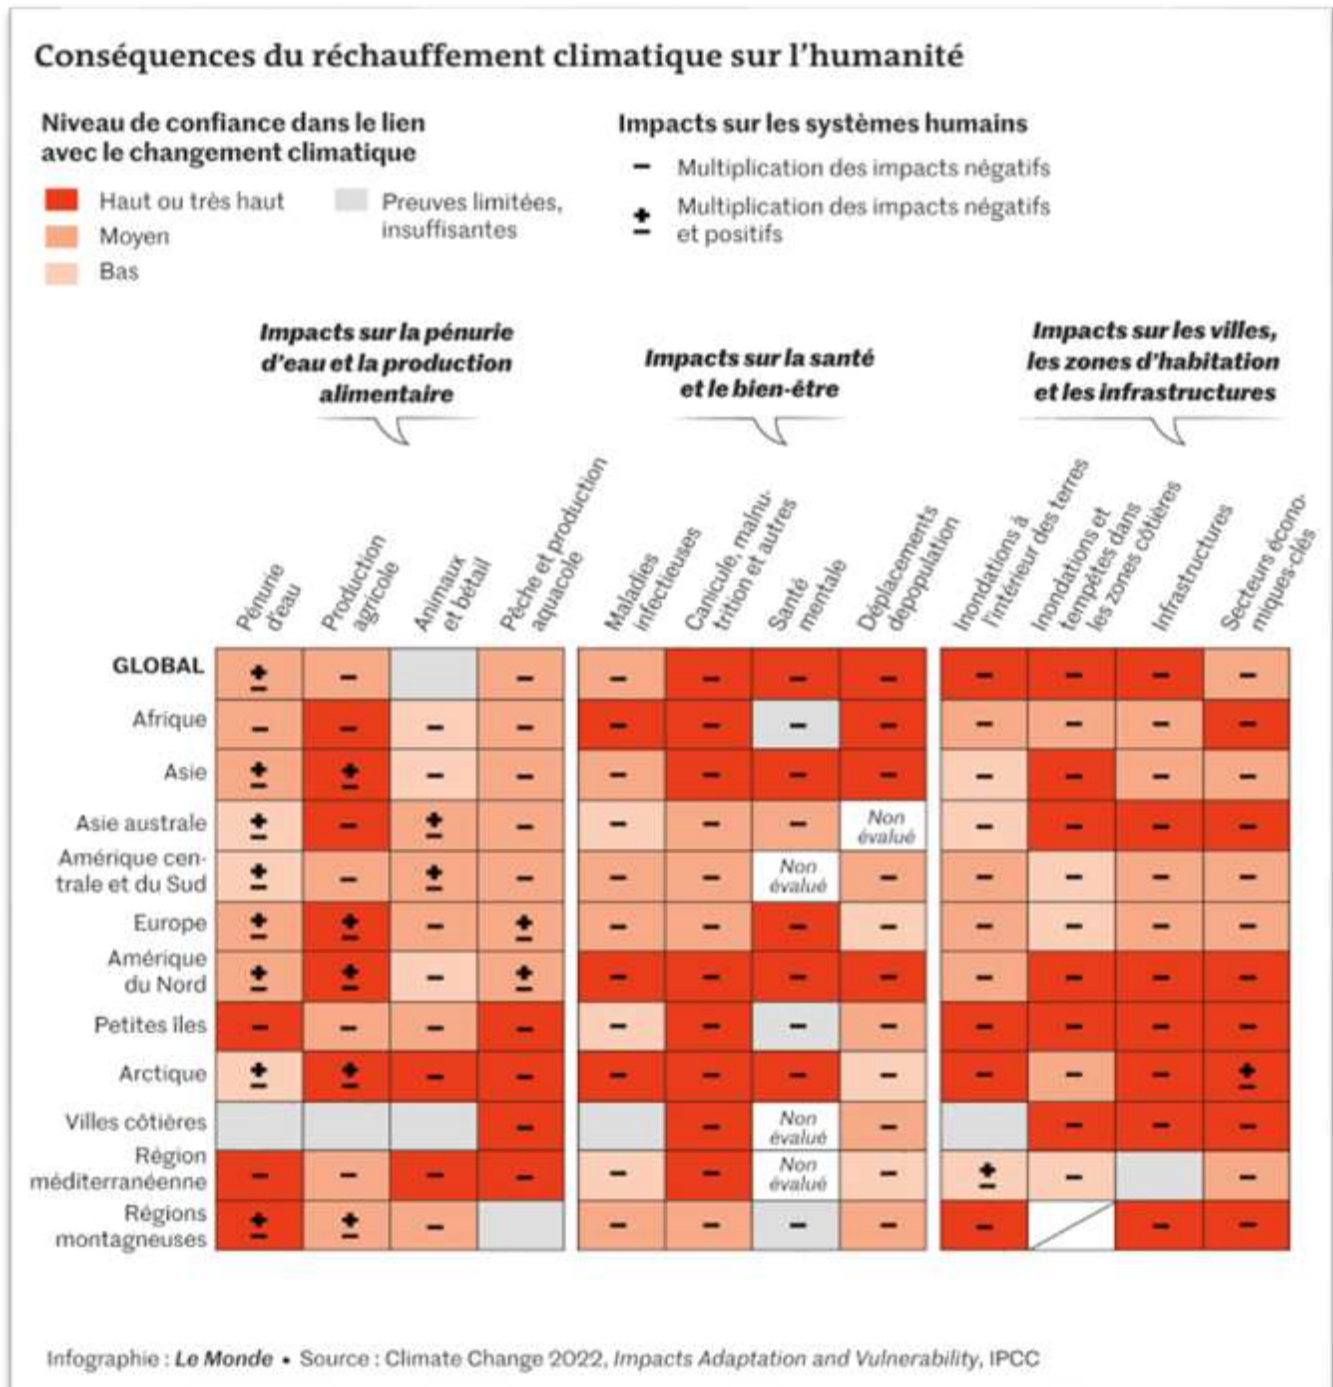 Conséquences du réchauffement climatique sur l'humanité
Niveau de confiance dans le lien
avec le changement climatique
Haut ou très haut
Moyen
Bas
Preuves limitées,
insuffisantes
Impacts sur les systèmes humains
− Multiplication des impacts négatifs
± Multiplication des impacts négatifs
et positifs
Impacts sur la pénurie
d'eau et la production
alimentaire
Impacts sur la santé
et le bien-être
Impacts sur les villes,
les zones d'habitation
et les infrastructures
Pénurie
d'eau
Production
agricole
Animaux
et bétail
Pêche et production
aquacole
Maladies
infectieuses
Canicule, malnu-
trition et autres
Santé
mentale
Déplacements
depopulation
Inondations à
l'intérieur des terres
Inondations et
tempêtes dans
les zones côtières
Infrastructures
Secteurs écono-
miques-clés
GLOBAL ± − − − − − − − − − −
Afrique − − − − − − − − − − − −
Asie ± ± − − − − − − − − − −
Asie australe ± − ± − − − − Non
évalué − − − −
Amérique cen-
trale et du Sud ± − ± − − − Non
évalué − − − − −
Europe ± ± − ± − − − − − − − −
Amérique
du Nord ± ± − ± − − − − − − − −
Petites îles − − − − − − − − − − − −
Arctique ± ± − − − − − − − − − ±
Villes côtières − − Non
évalué − − − −
Région
méditerranéenne − − − − − − Non
évalué − ± − −
Régions
montagneuses ± ± − − − − − − − −
Infographie : Le Monde • Source : Climate Change 2022, Impacts Adaptation and Vulnerability, IPCC